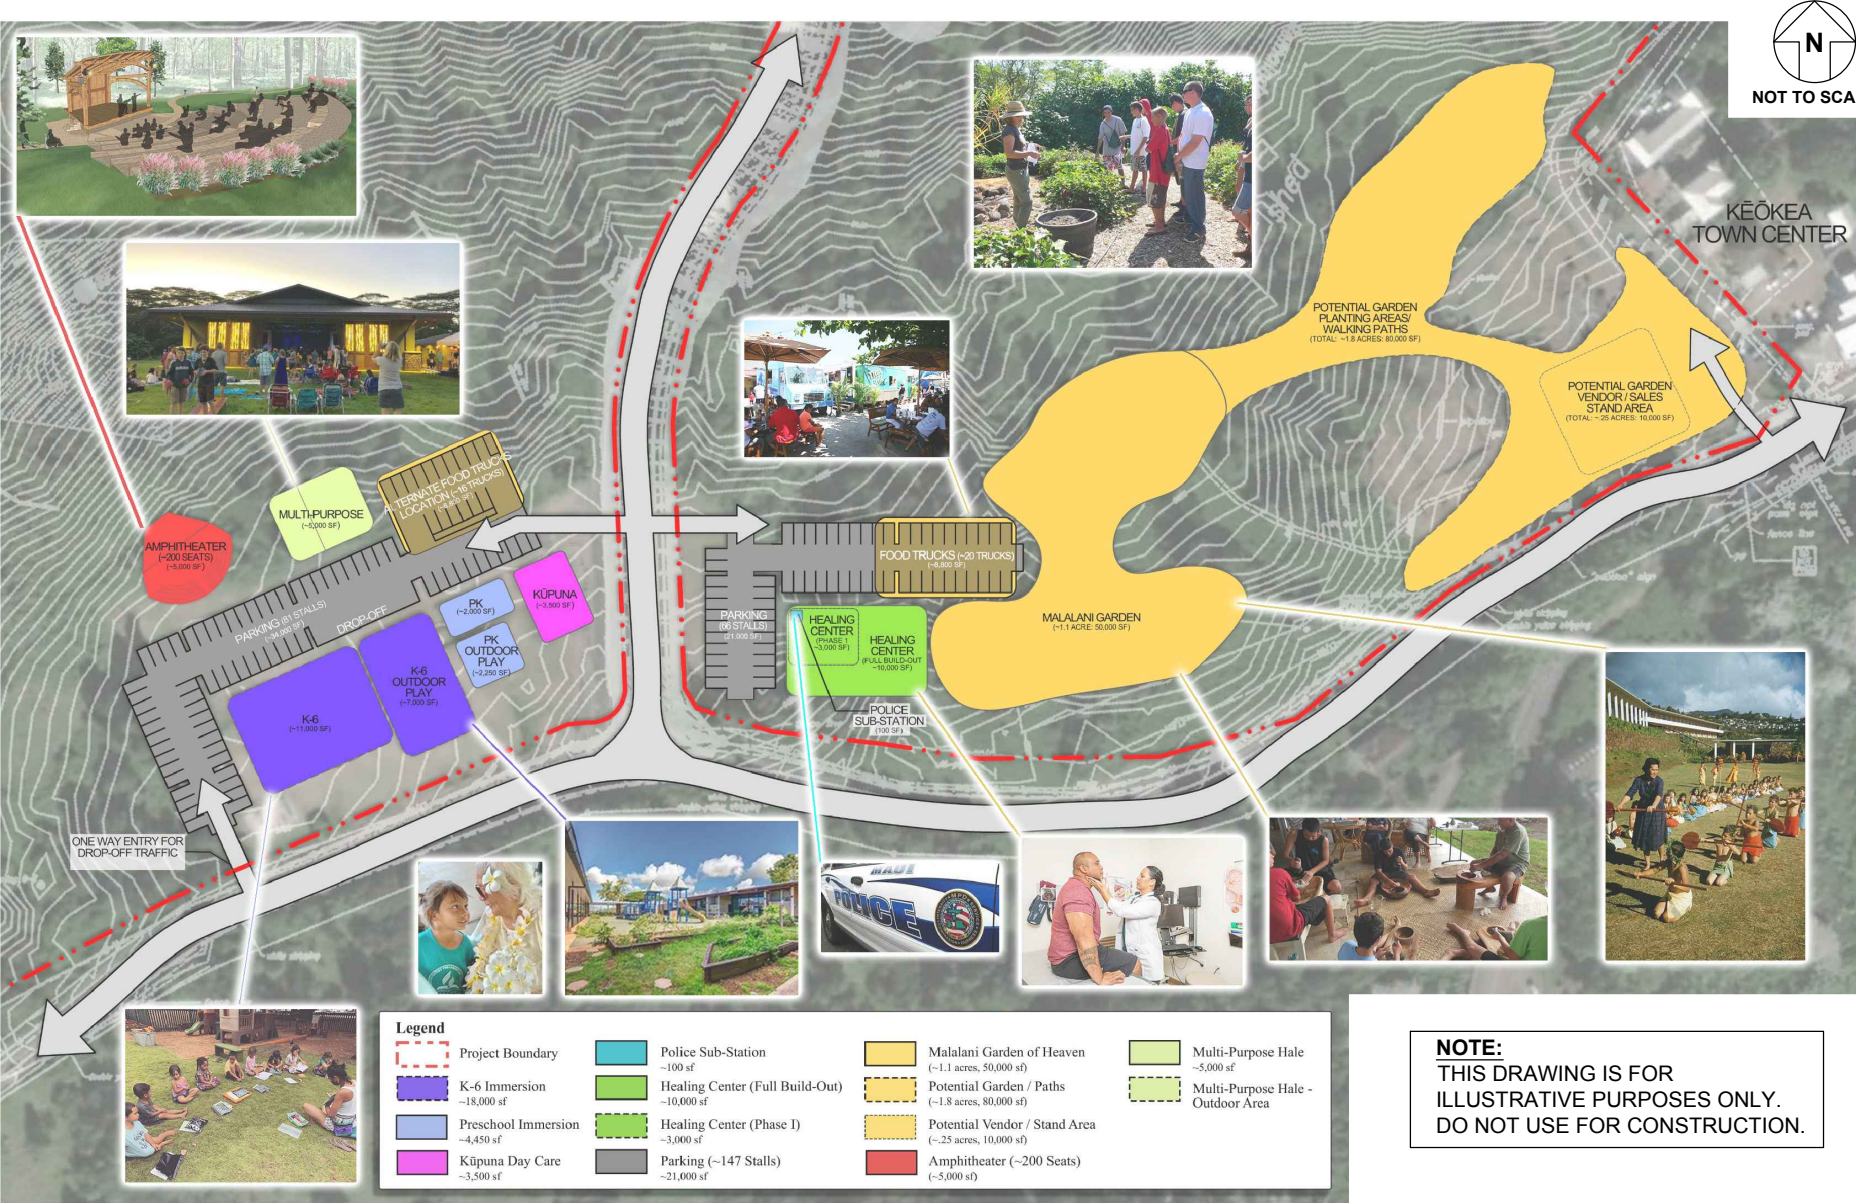 N
NOT TO SCA
KĒŌKEA
TOWN CENTER
POTENTIAL GARDEN
PLANTING AREAS/
WALKING PATHS
(TOTAL: ~1.8 ACRES: 80,000 SF)
POTENTIAL GARDEN
VENDOR / SALES
STAND AREA
(TOTAL: ~.25 ACRES: 10,000 SF)
ALTERNATE FOOD TRUCKS
LOCATION (~16 TRUCKS)
MULTI-PURPOSE
(~5,000 SF)
AMPHITHEATER
(~200 SEATS)
(~5,000 SF)
FOOD TRUCKS (~20 TRUCKS)
(~8,800 SF)
KŪPUNA
(~3,500 SF)
PK
(~2,000 SF)
PARKING (81 STALLS)
(~34,000 SF)
DROP-OFF
PARKING
(66 STALLS)
(21,000 SF)
HEALING
CENTER
(PHASE 1
~3,000 SF)
HEALING
CENTER
(FULL BUILD-OUT
~10,000 SF)
MALALANI GARDEN
(~1.1 ACRE: 50,000 SF)
PK
OUTDOOR
PLAY
(~2,250 SF)
K-6
OUTDOOR
PLAY
(~7,000 SF)
K-6
(~11,000 SF)
POLICE
SUB-STATION
(100 SF)
ONE WAY ENTRY FOR
DROP-OFF TRAFFIC
MAUI
POLICE
Legend
Project Boundary
K-6 Immersion
~18,000 sf
Preschool Immersion
~4,450 sf
Kūpuna Day Care
~3,500 sf
Police Sub-Station
~100 sf
Healing Center (Full Build-Out)
~10,000 sf
Healing Center (Phase I)
~3,000 sf
Parking (~147 Stalls)
~21,000 sf
Malalani Garden of Heaven
(~1.1 acres, 50,000 sf)
Potential Garden / Paths
(~1.8 acres, 80,000 sf)
Potential Vendor / Stand Area
(~.25 acres, 10,000 sf)
Amphitheater (~200 Seats)
(~5,000 sf)
Multi-Purpose Hale
~5,000 sf
Multi-Purpose Hale -
Outdoor Area
NOTE:
THIS DRAWING IS FOR
ILLUSTRATIVE PURPOSES ONLY.
DO NOT USE FOR CONSTRUCTION.